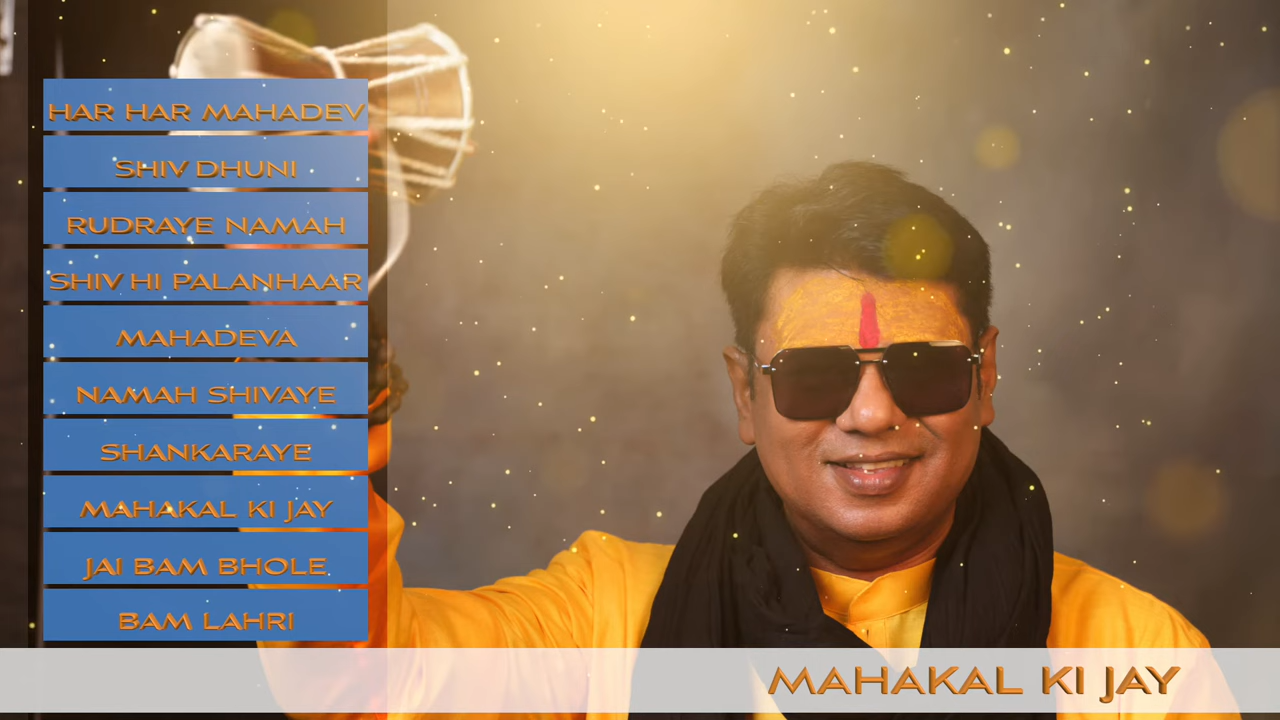 HAR HAR MAHADEV
SHIV DHUNI
RUDRAYE NAMAH
SHIV HI PALANHAAR
MAHADEVA
NAMAH SHIVAYE
SHANKARAYE
MAHAKAL KI JAY
JAI BAM BHOLE
BAM LAHRI
MAHAKAL KI JAY